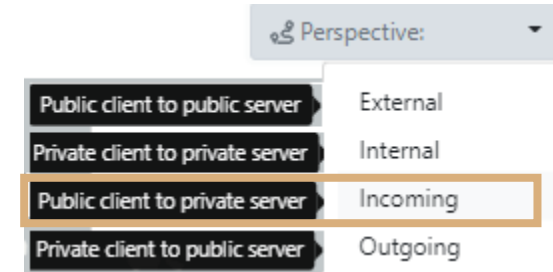 Perspective:
Public client to public server External
Private client to private server Internal
Public client to private server Incoming
Private client to public server Outgoing